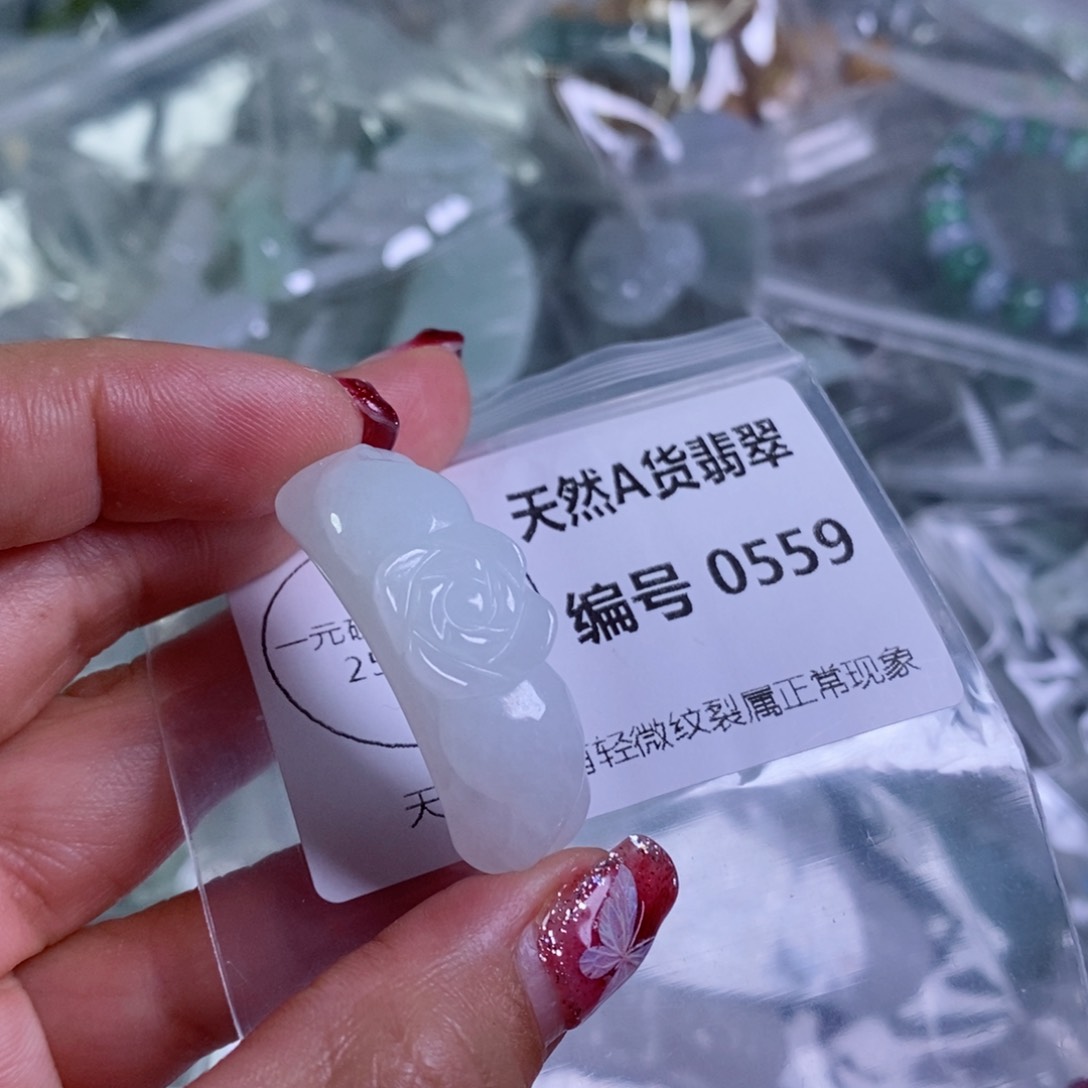 天然A货翡翠
编号 0559
一元
25
轻微纹裂属正常现象
天